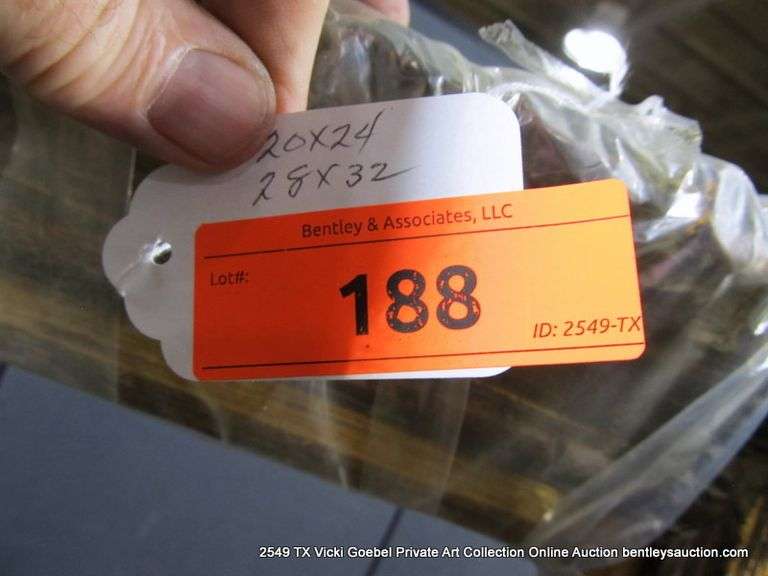 20X24
28X32
Bentley & Associates, LLC
Lot#:
188
ID: 2549-TX
2549 TX Vicki Goebel Private Art Collection Online Auction bentleysauction.com